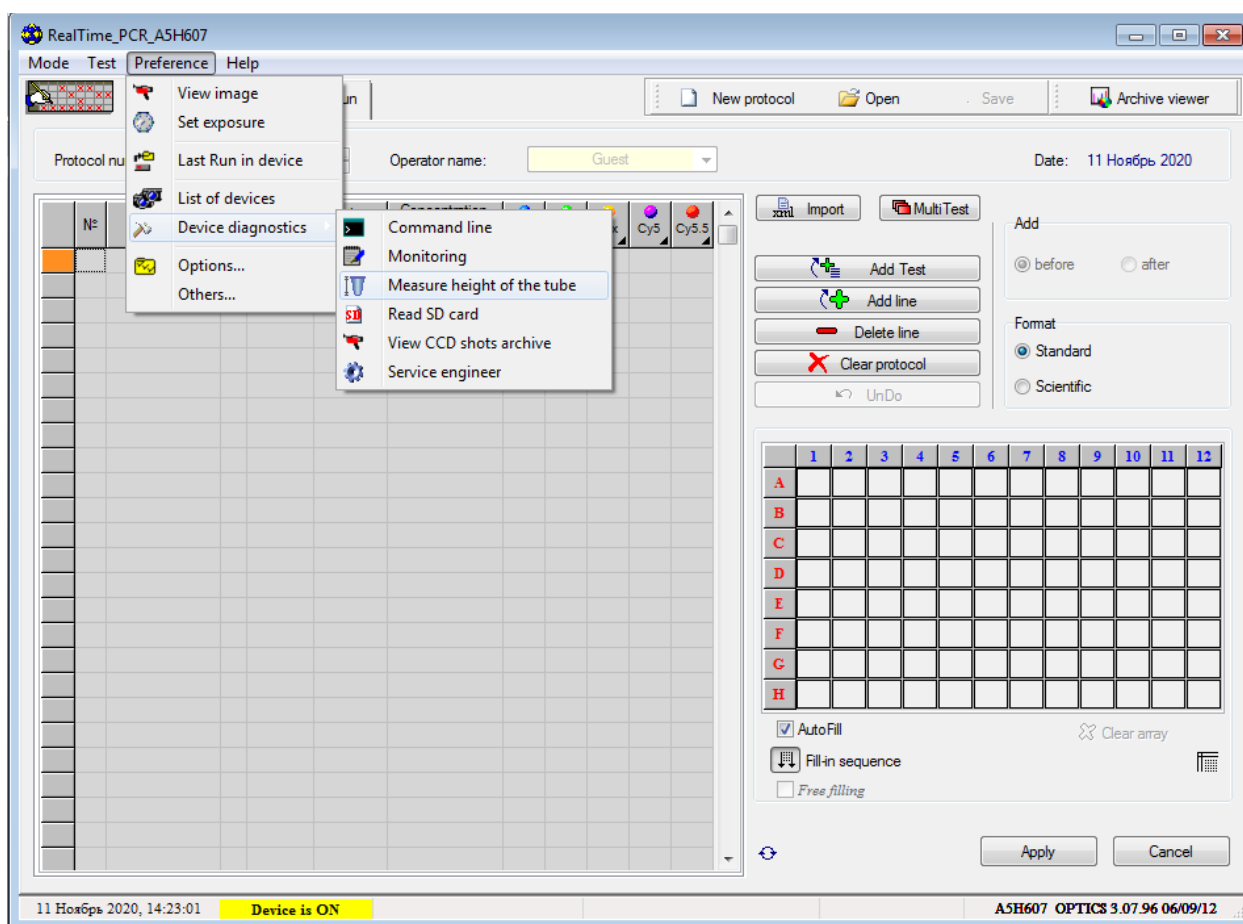 RealTime_PCR_A5H607
Mode Test Preference Help
View image
Set exposure
Last Run in device
List of devices
Device diagnostics
Options...
Others...
Command line
Monitoring
Measure height of the tube
Read SD card
View CCD shots archive
Service engineer
New protocol Open Save Archive viewer
Operator name: Guest Date: 11 Ноябрь 2020
№ Cy5 Cy5.5
xml Import MultiTest
Add
before after
Add Test
Add line
Delete line
Clear protocol
UnDo
Format
Standard
Scientific
1 2 3 4 5 6 7 8 9 10 11 12
A
B
C
D
E
F
G
H
AutoFill Clear array
Fill-in sequence
Free filling
Apply Cancel
11 Ноябрь 2020, 14:23:01 Device is ON A5H607 OPTICS 3.07.96 06/09/12